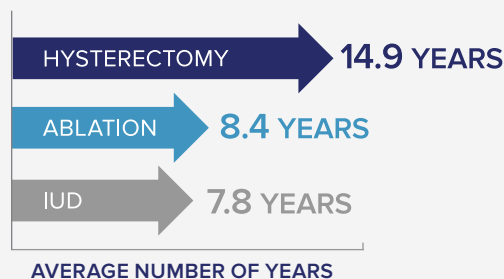 HYSTERECTOMY 14.9 YEARS
ABLATION 8.4 YEARS
IUD 7.8 YEARS
AVERAGE NUMBER OF YEARS